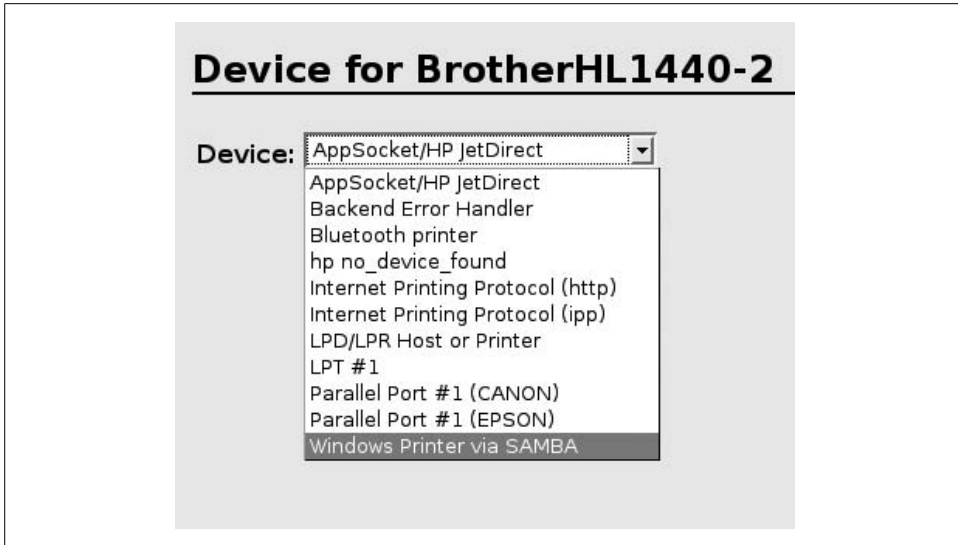 Device for BrotherHL1440-2
Device: AppSocket/HP JetDirect
AppSocket/HP JetDirect
Backend Error Handler
Bluetooth printer
hp no_device_found
Internet Printing Protocol (http)
Internet Printing Protocol (ipp)
LPD/LPR Host or Printer
LPT #1
Parallel Port #1 (CANON)
Parallel Port #1 (EPSON)
Windows Printer via SAMBA